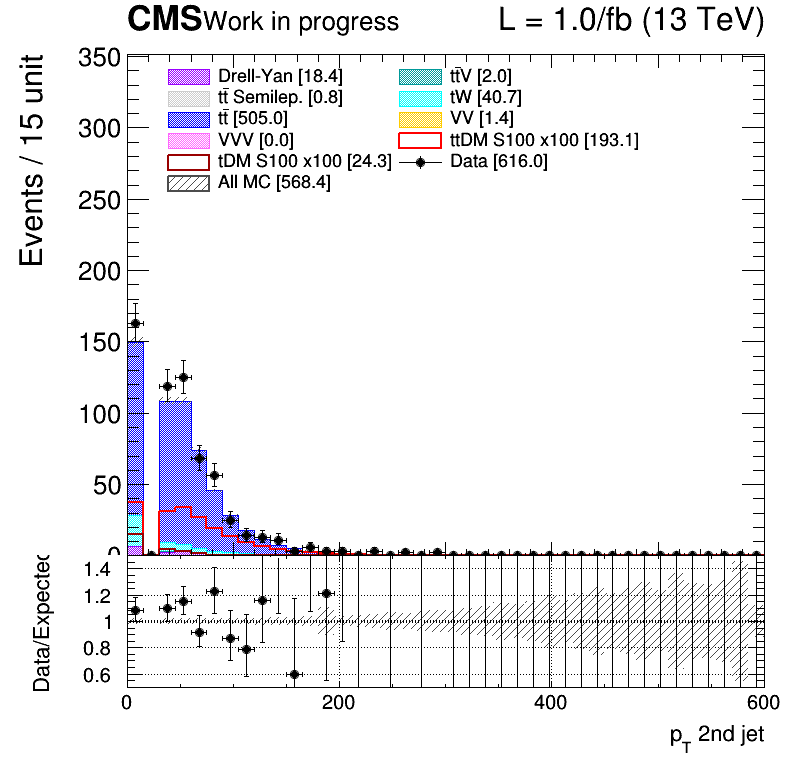 CMS Work in progress L = 1.0/fb (13 TeV)
Events / 15 unit
350
300
250
200
150
100
50
0
Drell-Yan [18.4] tt̄V [2.0]
tt̄ Semilep. [0.8] tW [40.7]
tt̄ [505.0] VV [1.4]
VVV [0.0] ttDM S100 x100 [193.1]
tDM S100 x100 [24.3] Data [616.0]
All MC [568.4]
Data/Expected
1.4
1.2
1
0.8
0.6
0 200 400 600
p_T 2nd jet